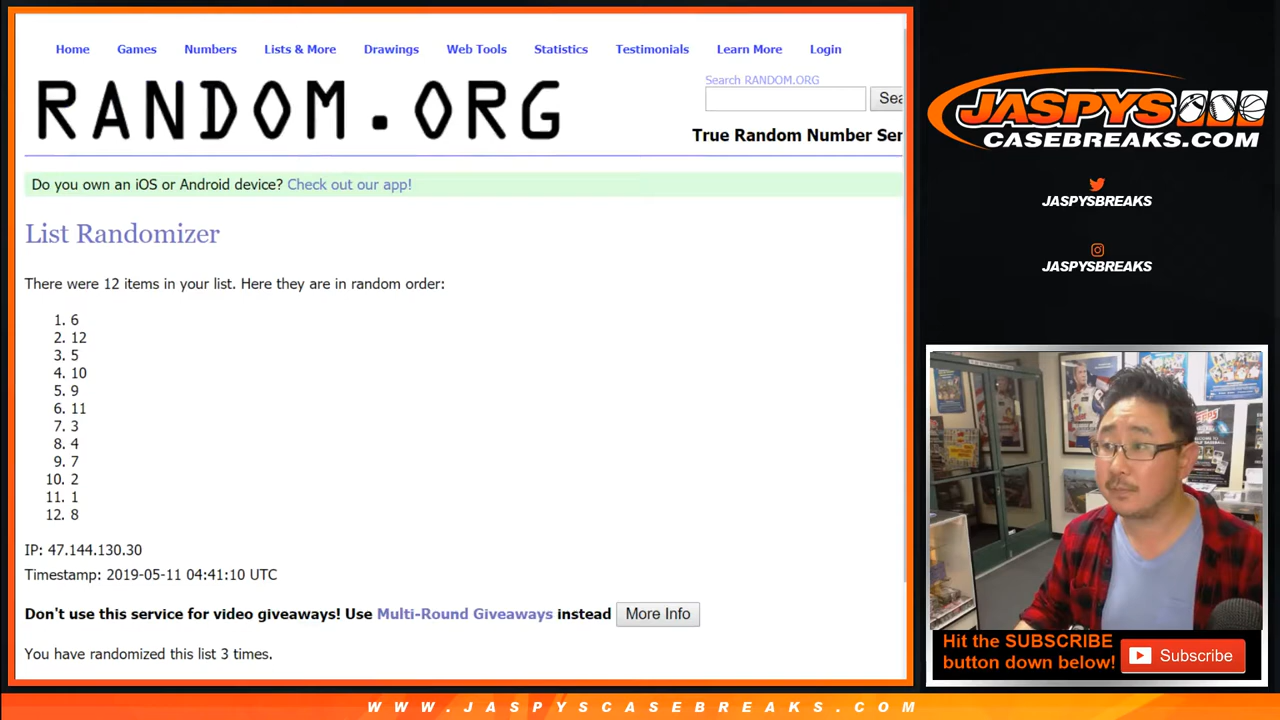 Home Games Numbers Lists & More Drawings Web Tools Statistics Testimonials Learn More Login
RANDOM.ORG
Search RANDOM.ORG
Sea
True Random Number Ser
Do you own an iOS or Android device? Check out our app!
List Randomizer
There were 12 items in your list. Here they are in random order:
1. 6
2. 12
3. 5
4. 10
5. 9
6. 11
7. 3
8. 4
9. 7
10. 2
11. 1
12. 8
IP: 47.144.130.30
Timestamp: 2019-05-11 04:41:10 UTC
Don't use this service for video giveaways! Use Multi-Round Giveaways instead More Info
You have randomized this list 3 times.
JASPYS
CASEBREAKS.COM
JASPYSBREAKS
JASPYSBREAKS
Hit the SUBSCRIBE
button down below!
Subscribe
WWW.JASPYSCASEBREAKS.COM